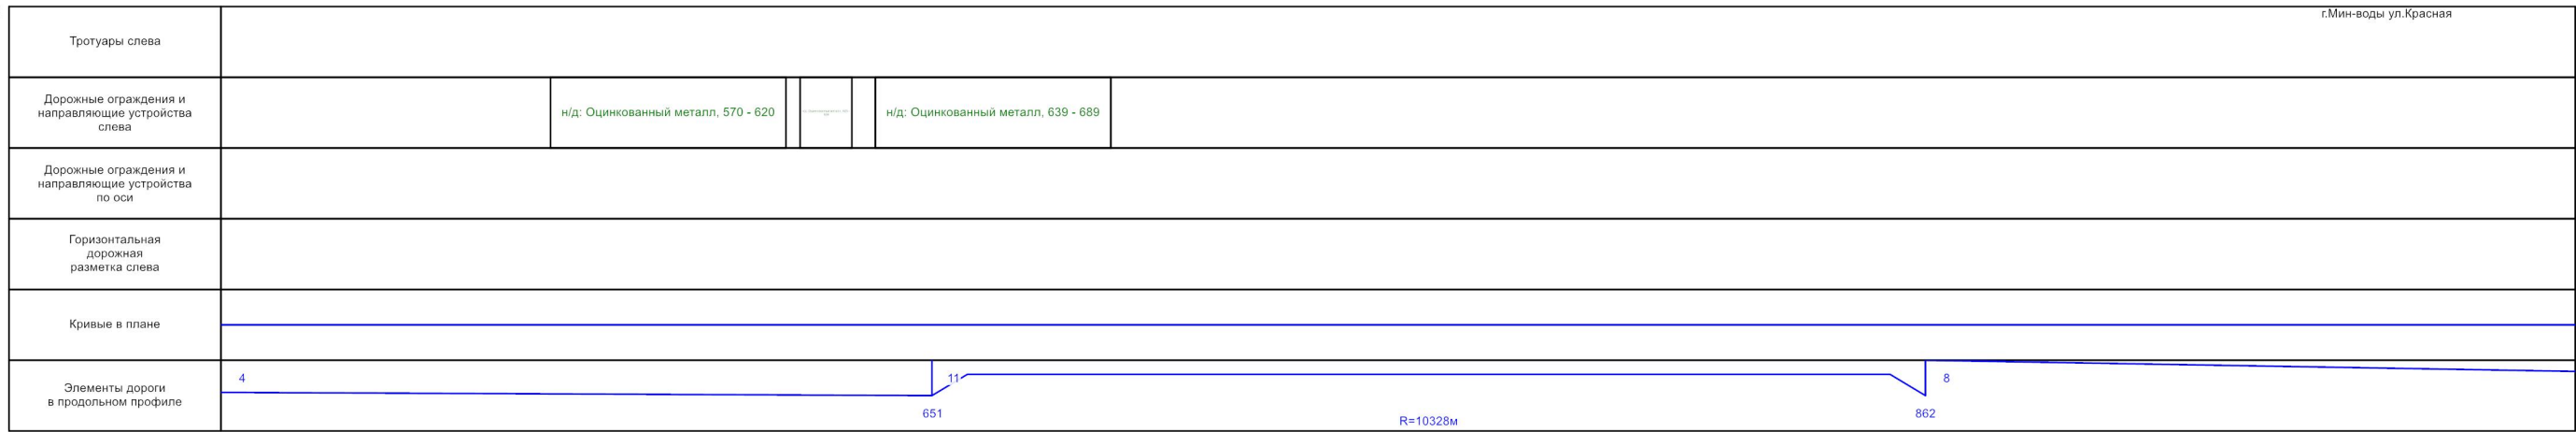 г.Мин-воды ул.Красная
Тротуары слева
Дорожные ограждения и
направляющие устройства
слева
н/д: Оцинкованный металл, 570 - 620
н/д: Оцинкованный металл, 639 - 689
Дорожные ограждения и
направляющие устройства
по оси
Горизонтальная
дорожная
разметка слева
Кривые в плане
Элементы дороги
в продольном профиле
4
11
8
651
862
R=10328м